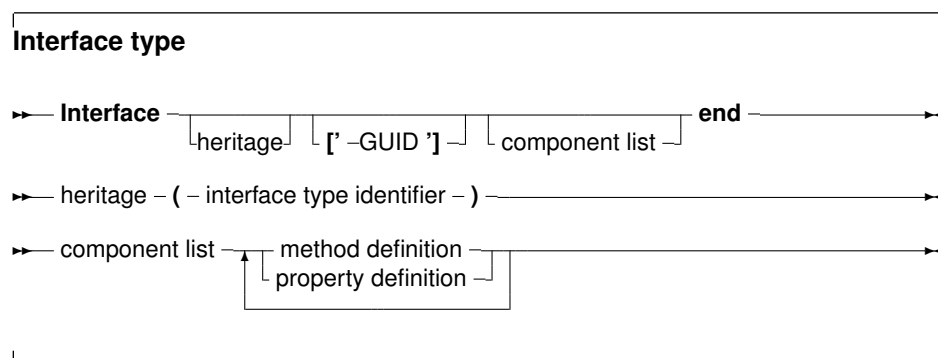 Interface type
Interface end
heritage [' GUID '] component list
heritage ( interface type identifier )
component list method definition
property definition